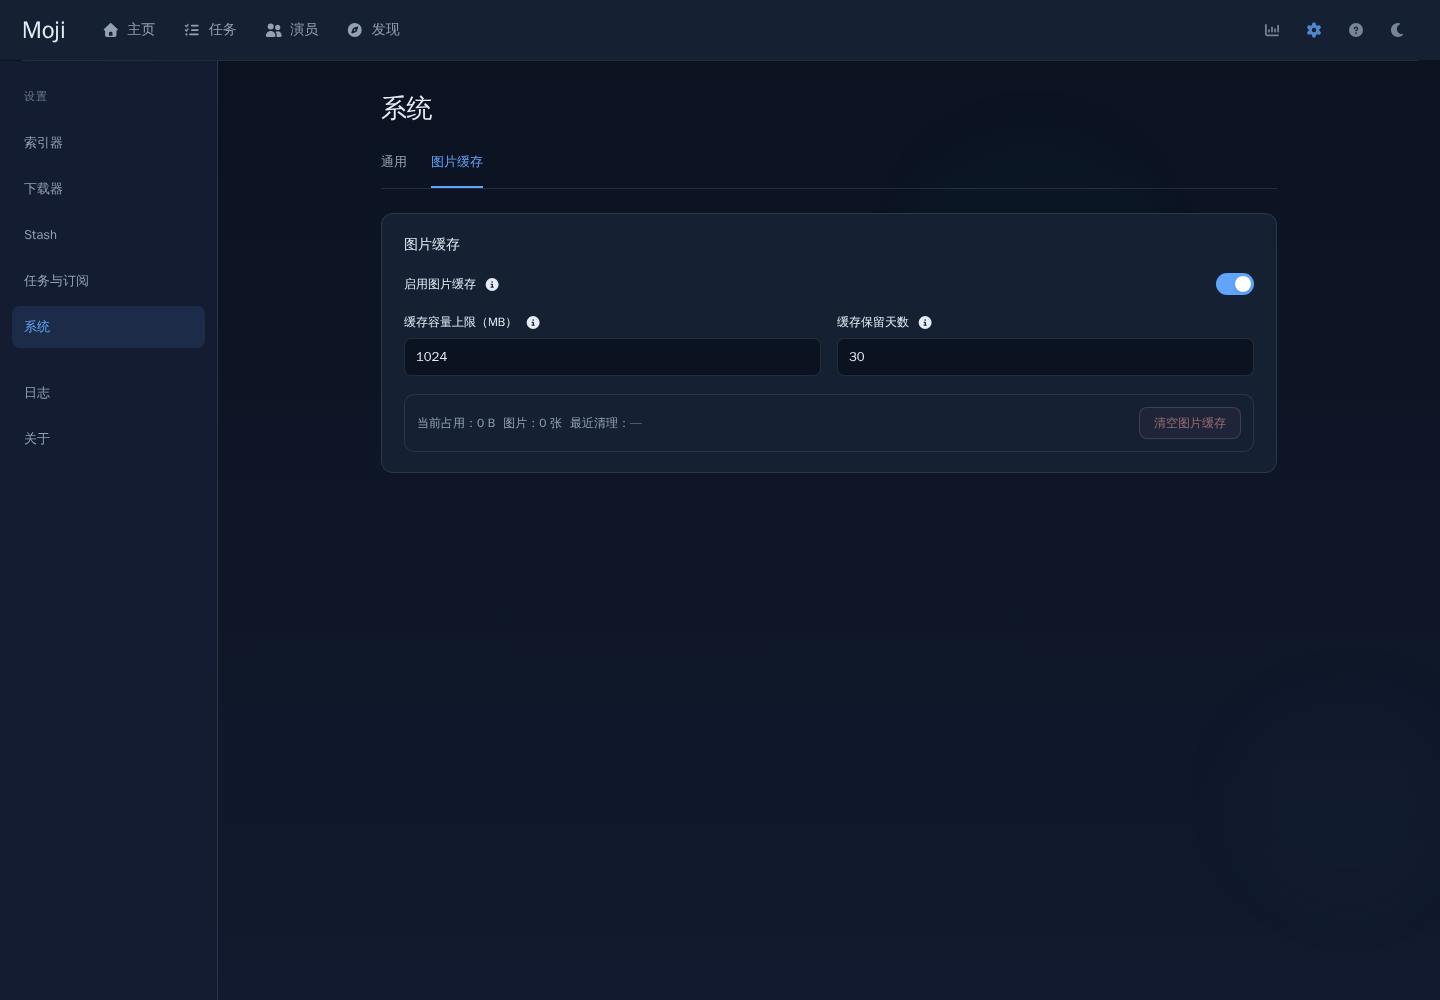 Moji 主页 任务 演员 发现
设置
索引器
下载器
Stash
任务与订阅
系统
日志
关于
系统
通用 图片缓存
图片缓存
启用图片缓存
缓存容量上限（MB） 缓存保留天数
1024 30
当前占用：0 B 图片：0 张 最近清理：— 清空图片缓存